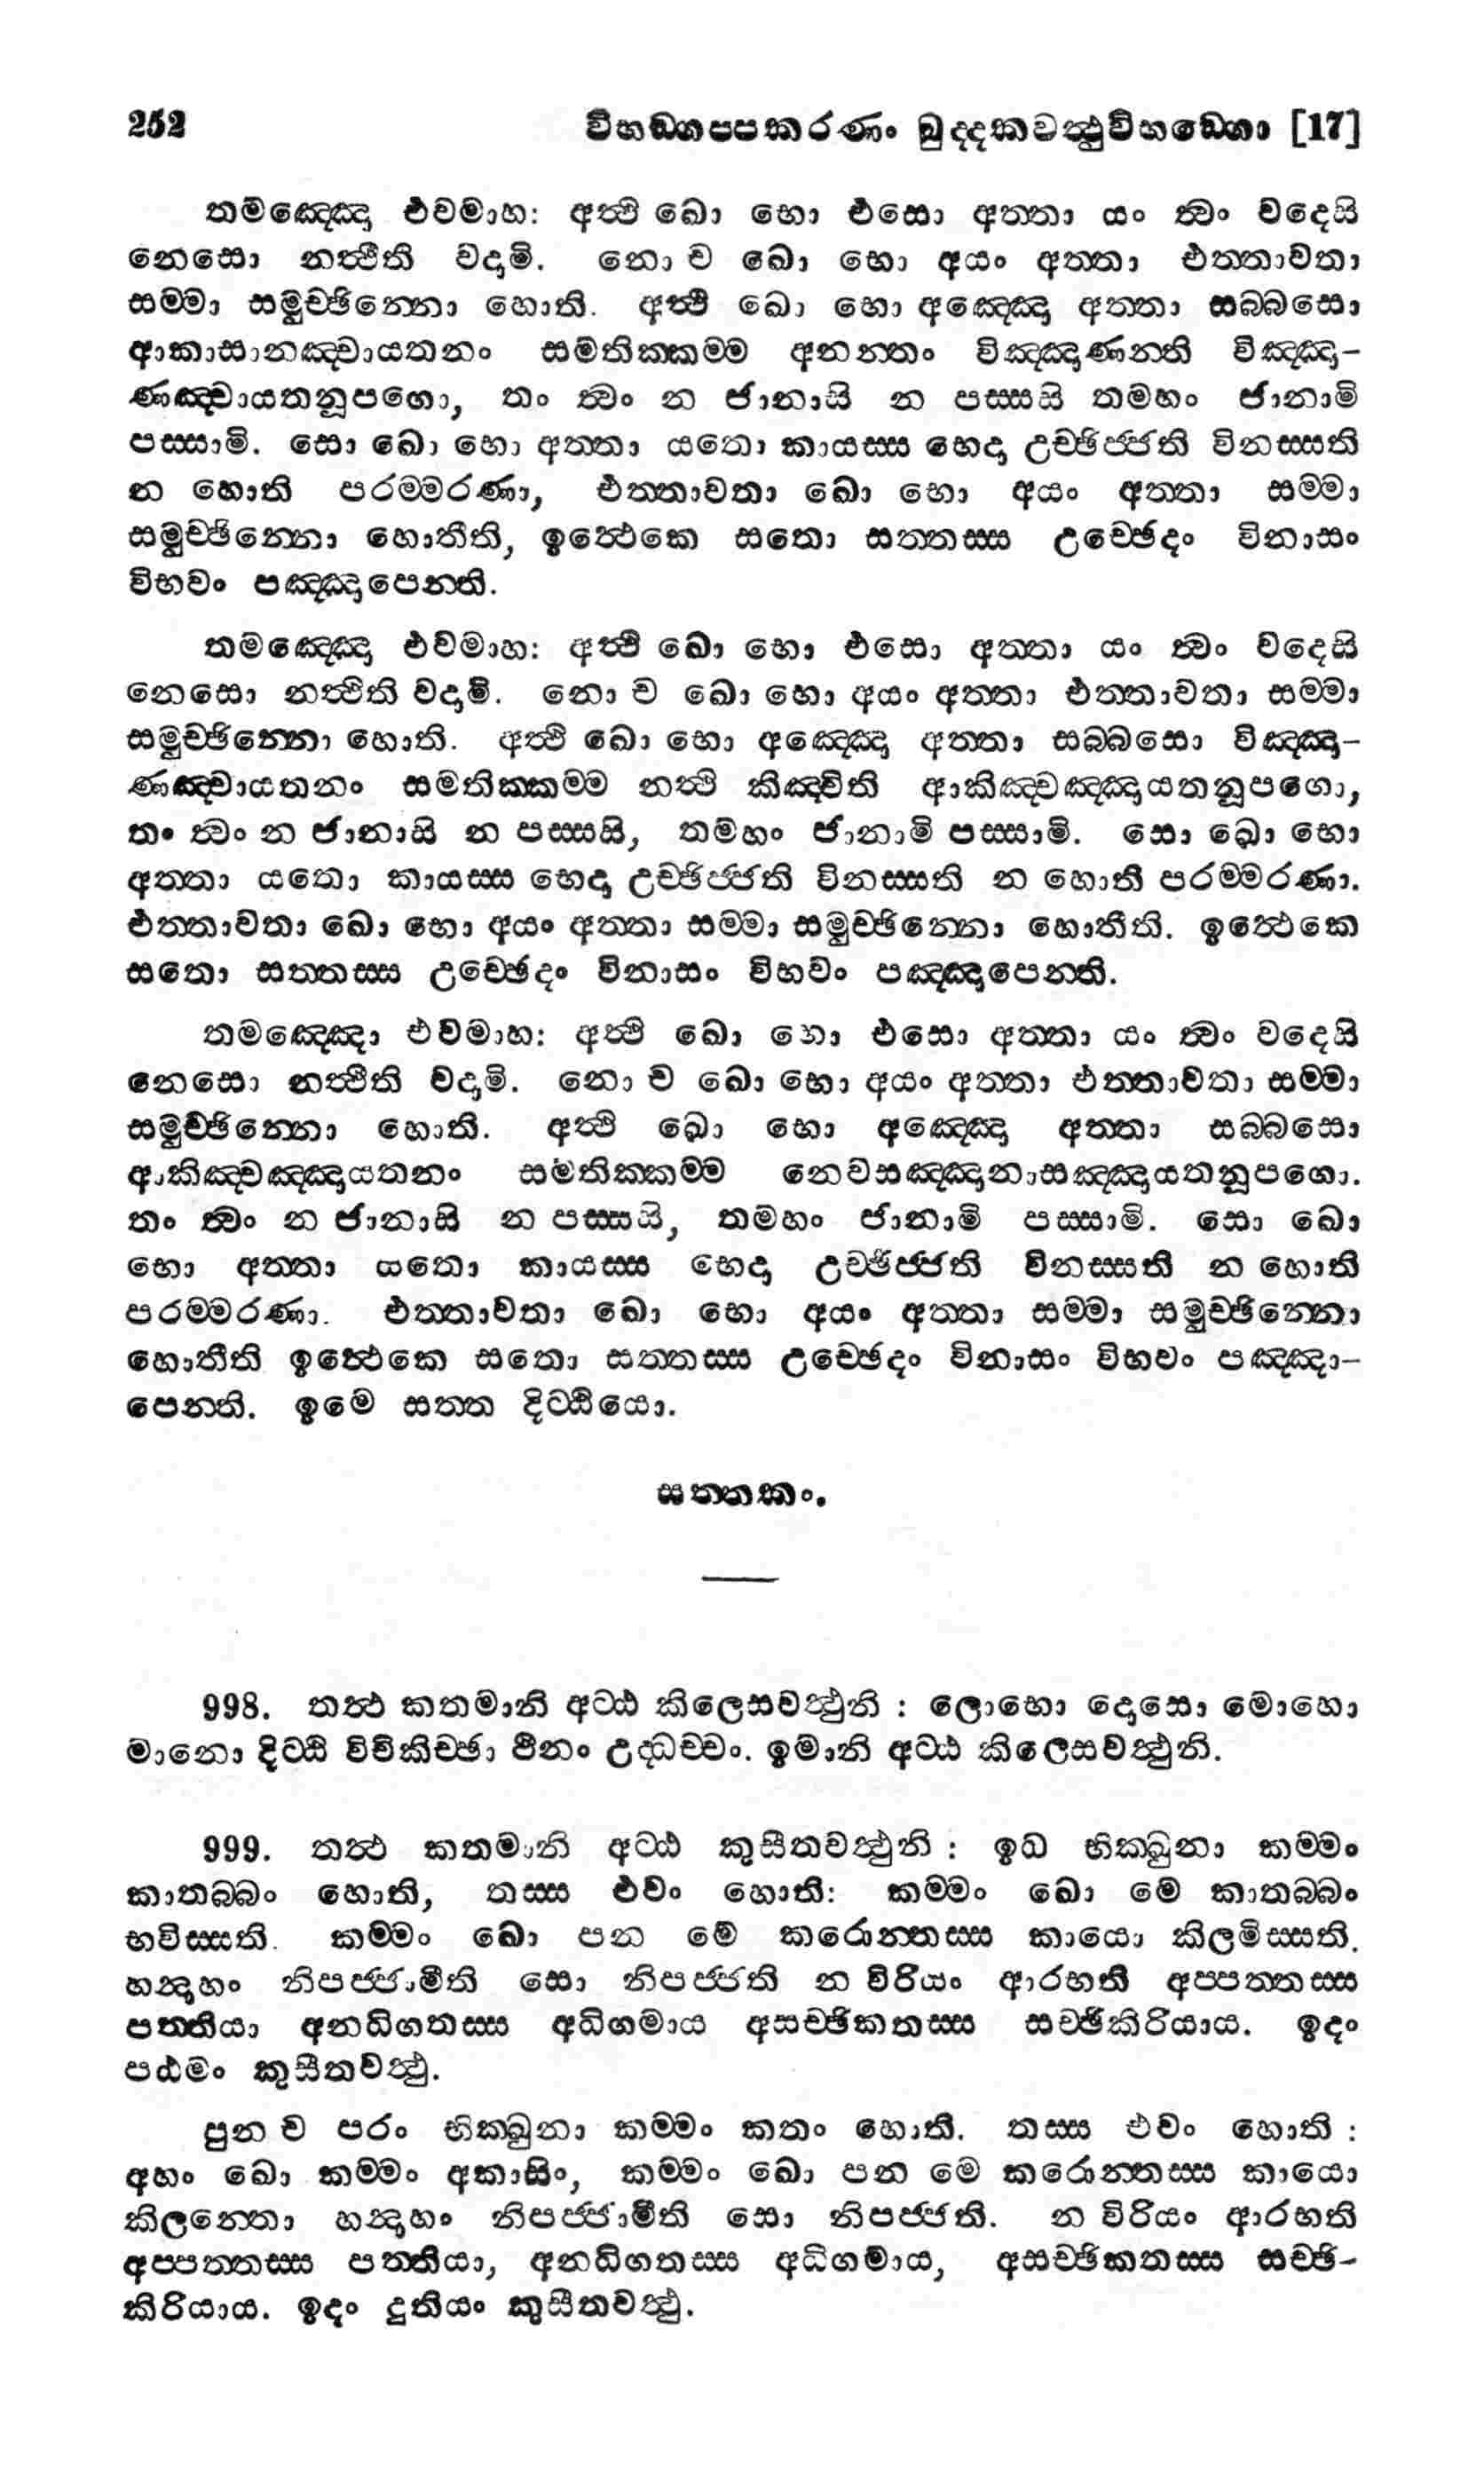 252 විභඞ්ගප්පකරණං ඛුද්දකවත්‍ථුවිභඞ්ගො [17]
තමඤ්ඤො එවමාහ: අත්‍ථි ඛො භො එසො අත්තා යං ත්‍වං වදෙසි
නෙසො නත්‍ථීති වදාමි. නො ච ඛො භො අයං අත්තා එත්තාවතා
සම්මා සමුච්ඡින්නො හොති. අත්‍ථි ඛො භො අඤ්ඤො අත්තා සබ්බසො
ආකාසානඤ්චායතනං සමතික්කම්ම අනන්තං විඤ්ඤාණන්ති විඤ්ඤා-
ණඤ්චායතනූපගො, තං ත්‍වං න ජානාසි න පස්සසි තමහං ජානාමි
පස්සාමි. සො ඛො භො අත්තා යතො කායස්ස භෙදා උච්ඡිජ්ජති විනස්සති
න හොති පරම්මරණා, එත්තාවතා ඛො භො අයං අත්තා සම්මා
සමුච්ඡින්නො හොතීති, ඉත්‍ථෙකෙ සතො සත්තස්ස උච්ඡෙදං විනාසං
විභවං පඤ්ඤාපෙන්ති.
තමඤ්ඤො එවමාහ: අත්‍ථි ඛො භො එසො අත්තා යං ත්‍වං වදෙසි
නෙසො නත්‍ථිති වදාමි. නො ච ඛො භො අයං අත්තා එත්තාවතා සම්මා
සමුච්ඡින්නො හොති. අත්‍ථි ඛො භො අඤ්ඤො අත්තා සබ්බසො විඤ්ඤා-
ණඤ්චායතනං සමතික්කම්ම නත්‍ථි කිඤ්චිති ආකිඤ්චඤ්ඤායතනූපගො,
තං ත්‍වං න ජානාසි න පස්සසි, තමහං ජානාමි පස්සාමි. සො ඛො භො
අත්තා යතො කායස්ස භෙදා උච්ඡිජ්ජති විනස්සති න හොති පරම්මරණා.
එත්තාවතා ඛො භො අයං අත්තා සම්මා සමුච්ඡින්නො හොතීති. ඉත්‍ථෙකෙ
සතො සත්තස්ස උච්ඡෙදං විනාසං විභවං පඤ්ඤාපෙන්ති.
තමඤ්ඤො එවමාහ: අත්‍ථි ඛො භො එසො අත්තා යං ත්‍වං වදෙසි
නෙසො නත්‍ථීති වදාමි. නො ච ඛො භො අයං අත්තා එත්තාවතා සම්මා
සමුච්ඡින්නො හොති. අත්‍ථි ඛො භො අඤ්ඤො අත්තා සබ්බසො
ආකිඤ්චඤ්ඤායතනං සමතික්කම්ම නෙවසඤ්ඤානාසඤ්ඤායතනූපගො.
තං ත්‍වං න ජානාසි න පස්සසි, තමහං ජානාමි පස්සාමි. සො ඛො
භො අත්තා යතො කායස්ස භෙදා උච්ඡිජ්ජති විනස්සති න හොති
පරම්මරණා. එත්තාවතා ඛො භො අයං අත්තා සම්මා සමුච්ඡින්නො
හොතීති ඉත්‍ථෙකෙ සතො සත්තස්ස උච්ඡෙදං විනාසං විභවං පඤ්ඤා-
පෙන්ති. ඉමෙ සත්ත දිට්ඨියො.
සත්තකං.
998. තත්‍ථ කතමානි අට්ඨ කිලෙසවත්‍ථුනි : ලොභො දොසො මොහො
මානො දිට්ඨි විචිකිච්ඡා ථීනං උද්ධච්චං. ඉමානි අට්ඨ කිලෙසවත්‍ථුනි.
999. තත්‍ථ කතමානි අට්ඨ කුසීතවත්‍ථුනි : ඉධ භික්ඛුනා කම්මං
කාතබ්බං හොති, තස්ස එවං හොති: කම්මං ඛො මෙ කාතබ්බං
භවිස්සති. කම්මං ඛො පන මෙ කරොන්තස්ස කායො කිලමිස්සති.
හන්‍දාහං නිපජ්ජාමීති සො නිපජ්ජති න විරියං ආරභති අප්පත්තස්ස
පත්තියා අනධිගතස්ස අධිගමාය අසච්ඡිකතස්ස සච්ඡිකිරියාය. ඉදං
පඨමං කුසීතවත්‍ථු.
පුන ච පරං භික්ඛුනා කම්මං කතං හොති. තස්ස එවං හොති :
අහං ඛො කම්මං අකාසිං, කම්මං ඛො පන මෙ කරොන්තස්ස කායො
කිලන්තො හන්‍දාහං නිපජ්ජාමීති සො නිපජ්ජති. න විරියං ආරභති
අප්පත්තස්ස පත්තියා, අනධිගතස්ස අධිගමාය, අසච්ඡිකතස්ස සච්ඡි-
කිරියාය. ඉදං දුතියං කුසීතවත්‍ථු.